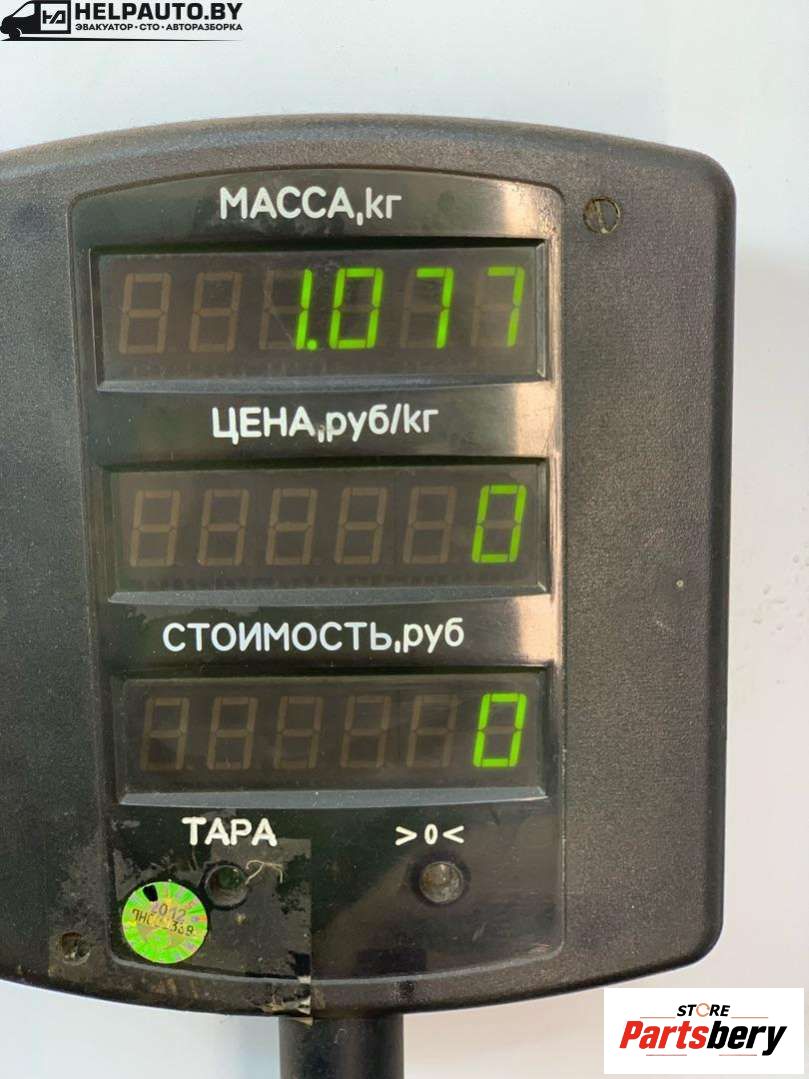 HELPAUTO.BY
ЭВАКУАТОР•СТО•АВТОРАЗБОРКА
МАССА,кг
1.077
ЦЕНА,руб/кг
0
СТОИМОСТЬ,руб
0
ТАРА >0<
2012
STORE
Partsbery